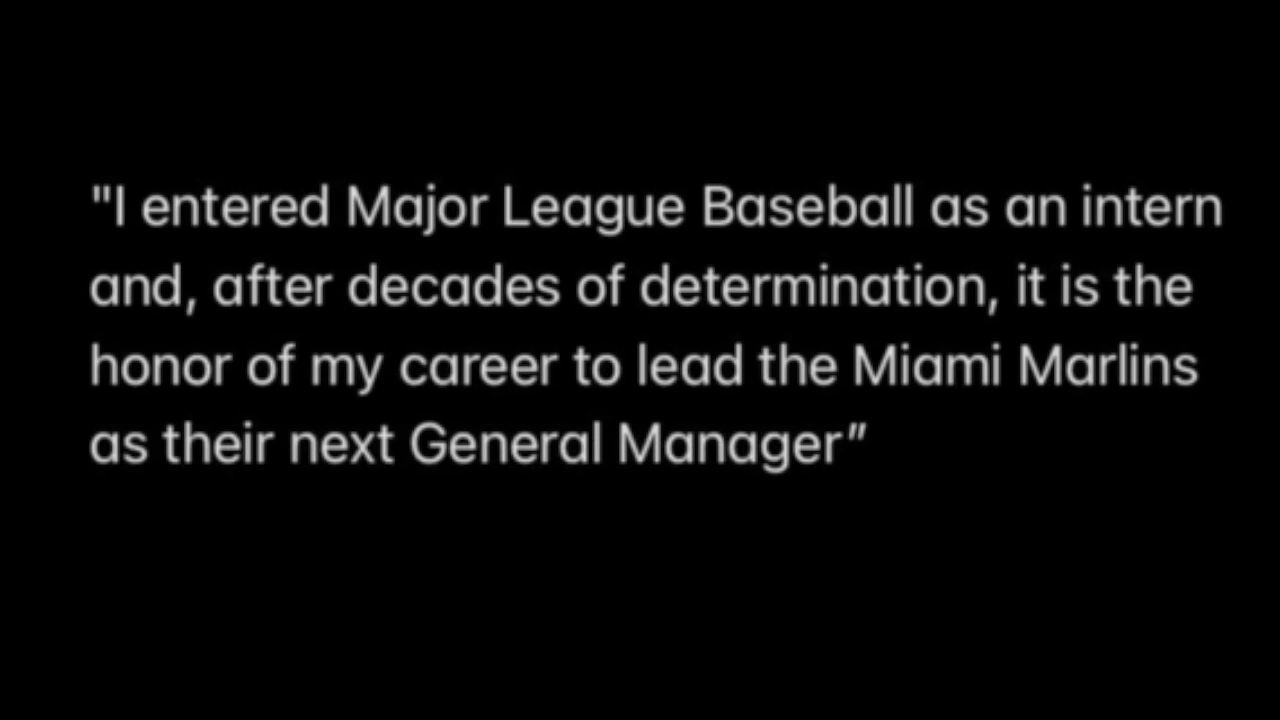 "I entered Major League Baseball as an intern
and, after decades of determination, it is the
honor of my career to lead the Miami Marlins
as their next General Manager”